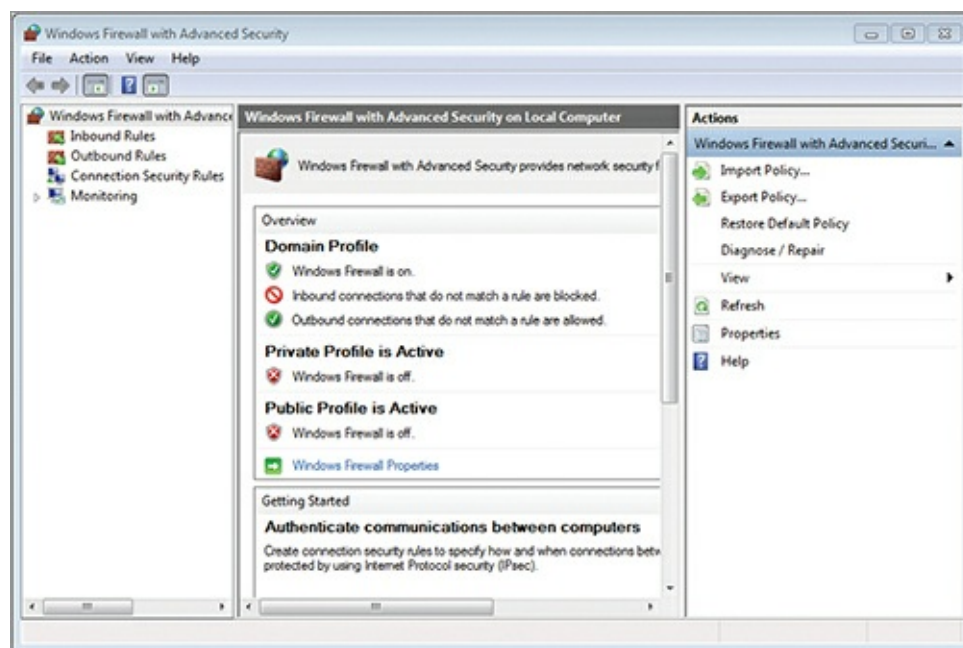 Windows Firewall with Advanced Security
File Action View Help
Windows Firewall with Advance
Inbound Rules
Outbound Rules
Connection Security Rules
Monitoring
Windows Firewall with Advanced Security on Local Computer
Windows Firewall with Advanced Security provides network security f
Overview
Domain Profile
Windows Firewall is on.
Inbound connections that do not match a rule are blocked.
Outbound connections that do not match a rule are allowed.
Private Profile is Active
Windows Firewall is off.
Public Profile is Active
Windows Firewall is off.
Windows Firewall Properties
Getting Started
Authenticate communications between computers
Create connection security rules to specify how and when connections betw
protected by using Internet Protocol security (IPsec).
Actions
Windows Firewall with Advanced Securi...
Import Policy...
Export Policy...
Restore Default Policy
Diagnose / Repair
View
Refresh
Properties
Help